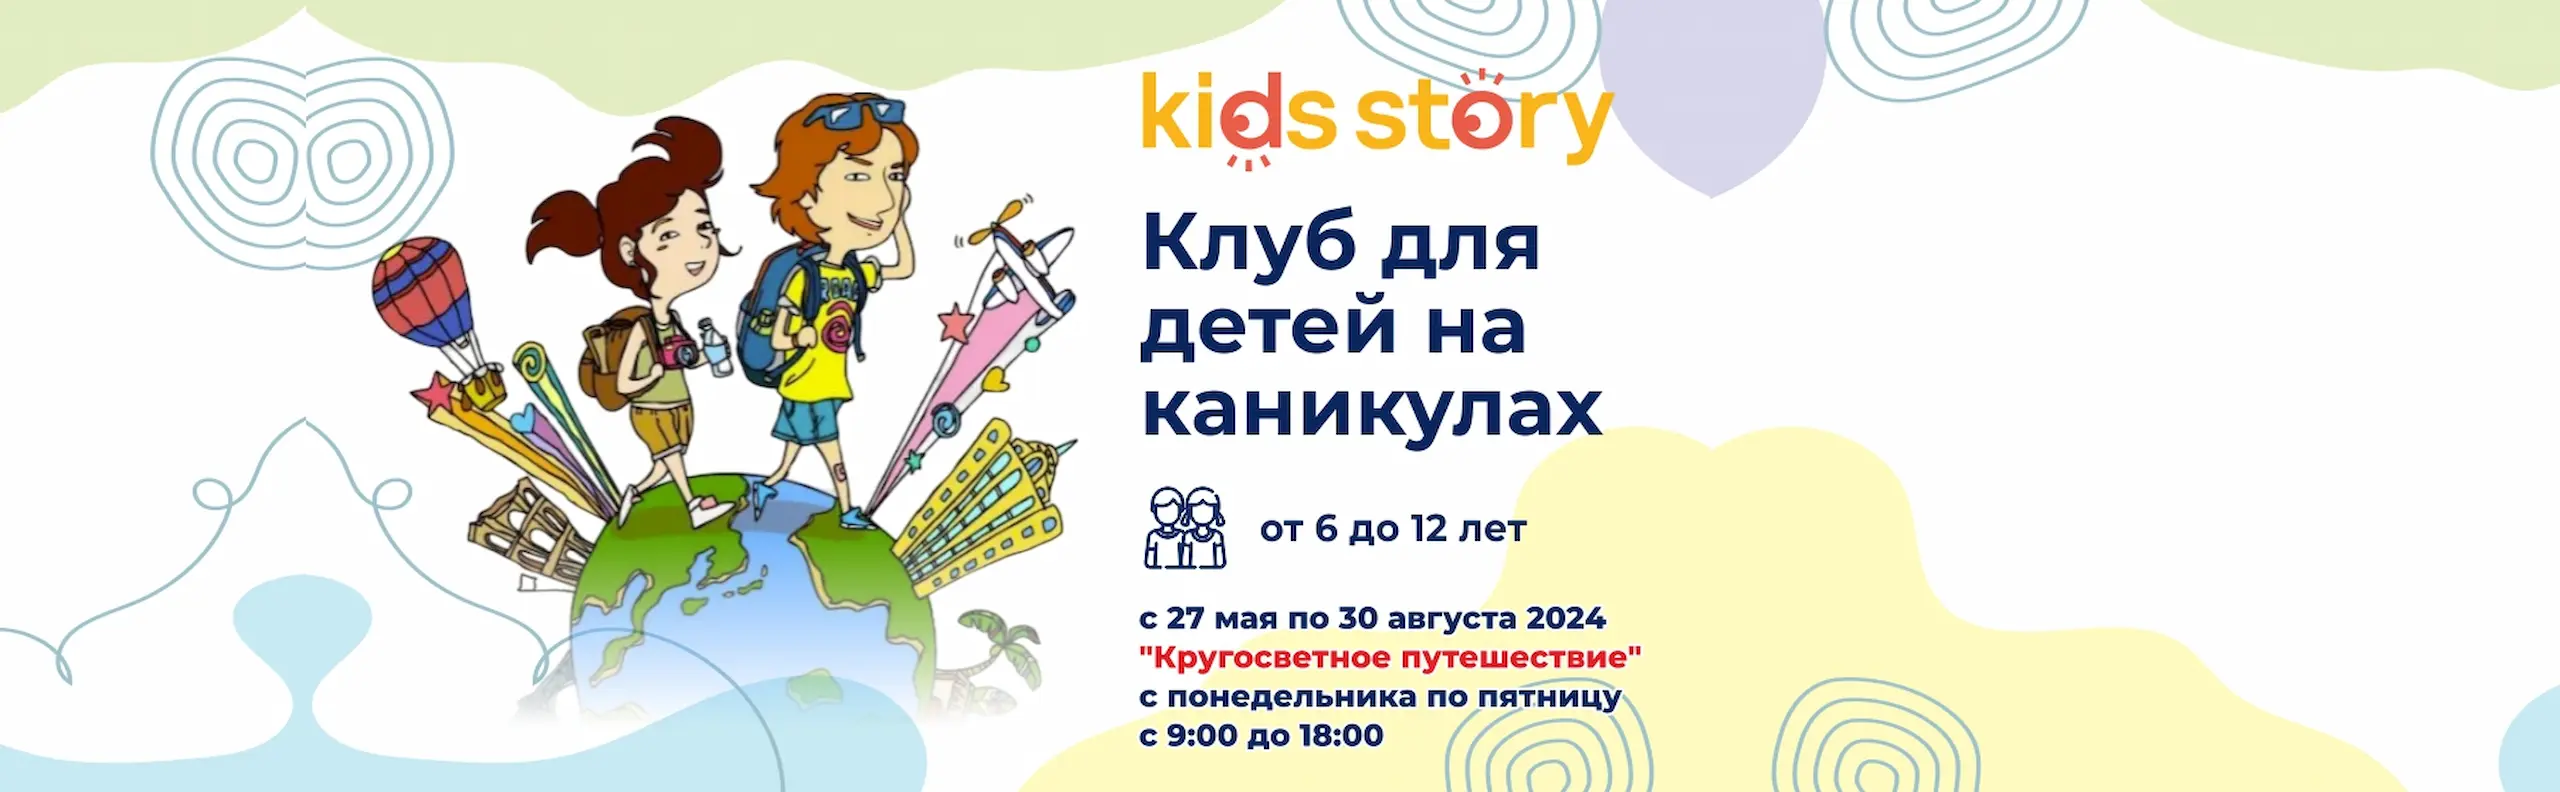 kids story
Клуб для
детей на
каникулах
от 6 до 12 лет
с 27 мая по 30 августа 2024
"Кругосветное путешествие"
с понедельника по пятницу
с 9:00 до 18:00